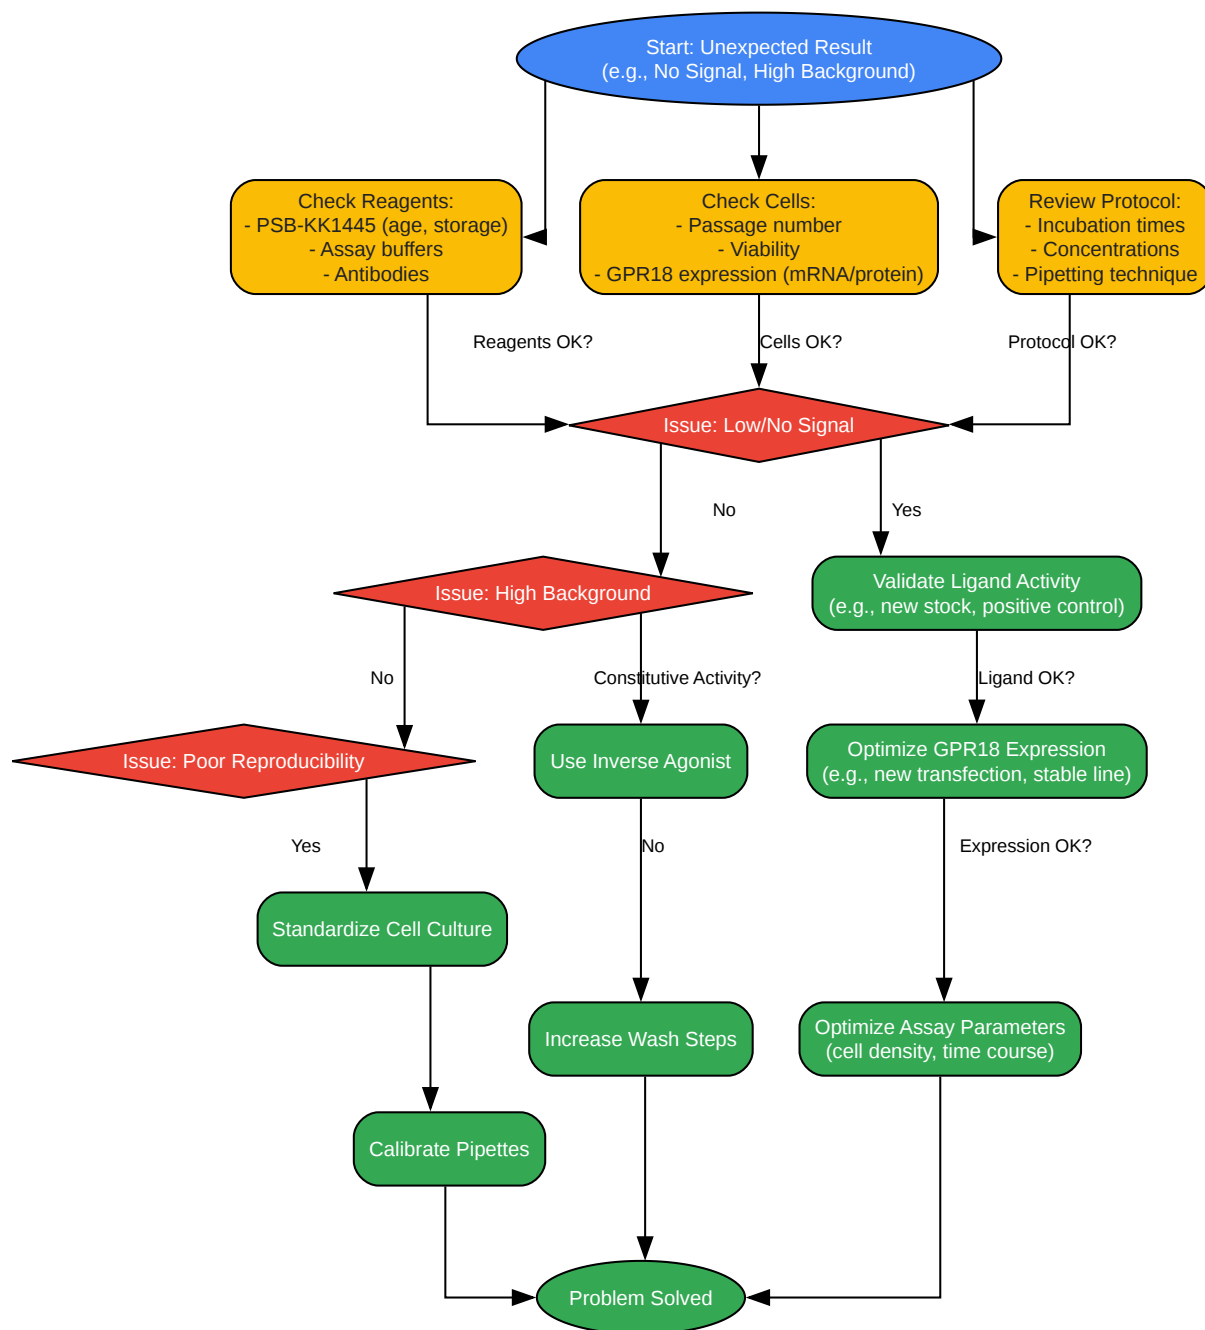 Start: Unexpected Result
(e.g., No Signal, High Background)
Check Reagents:
- PSB-KK1445 (age, storage)
- Assay buffers
- Antibodies
Check Cells:
- Passage number
- Viability
- GPR18 expression (mRNA/protein)
Review Protocol:
- Incubation times
- Concentrations
- Pipetting technique
Reagents OK?
Cells OK?
Protocol OK?
Issue: Low/No Signal
No
Yes
Issue: High Background
Validate Ligand Activity
(e.g., new stock, positive control)
No
Constitutive Activity?
Ligand OK?
Issue: Poor Reproducibility
Use Inverse Agonist
Optimize GPR18 Expression
(e.g., new transfection, stable line)
Yes
No
Expression OK?
Standardize Cell Culture
Increase Wash Steps
Optimize Assay Parameters
(cell density, time course)
Calibrate Pipettes
Problem Solved